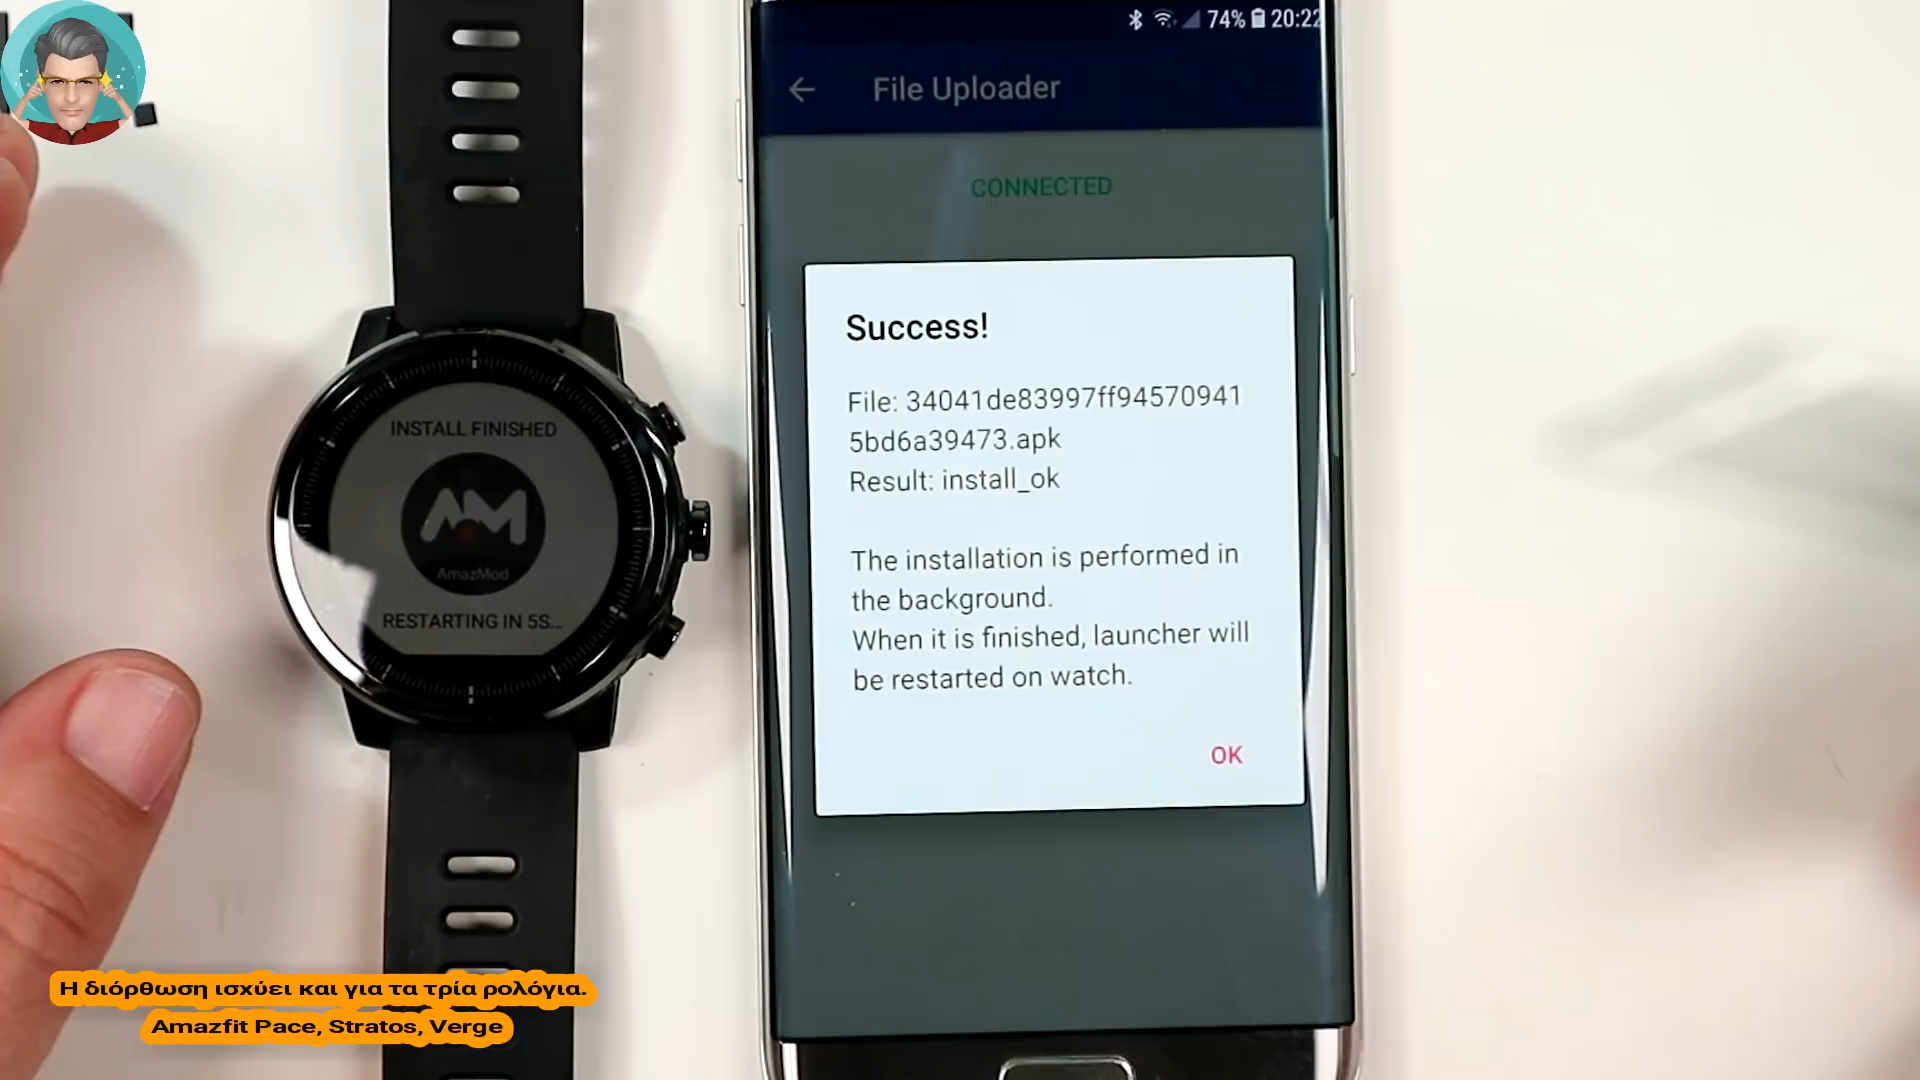 74% 20:22
File Uploader
CONNECTED
Success!
File: 34041de83997ff94570941
5bd6a39473.apk
Result: install_ok
The installation is performed in
the background.
When it is finished, launcher will
be restarted on watch.
OK
INSTALL FINISHED
AM
AmazMod
RESTARTING IN 5S...
Η διόρθωση ισχύει και για τα τρία ρολόγια.
Amazfit Pace, Stratos, Verge